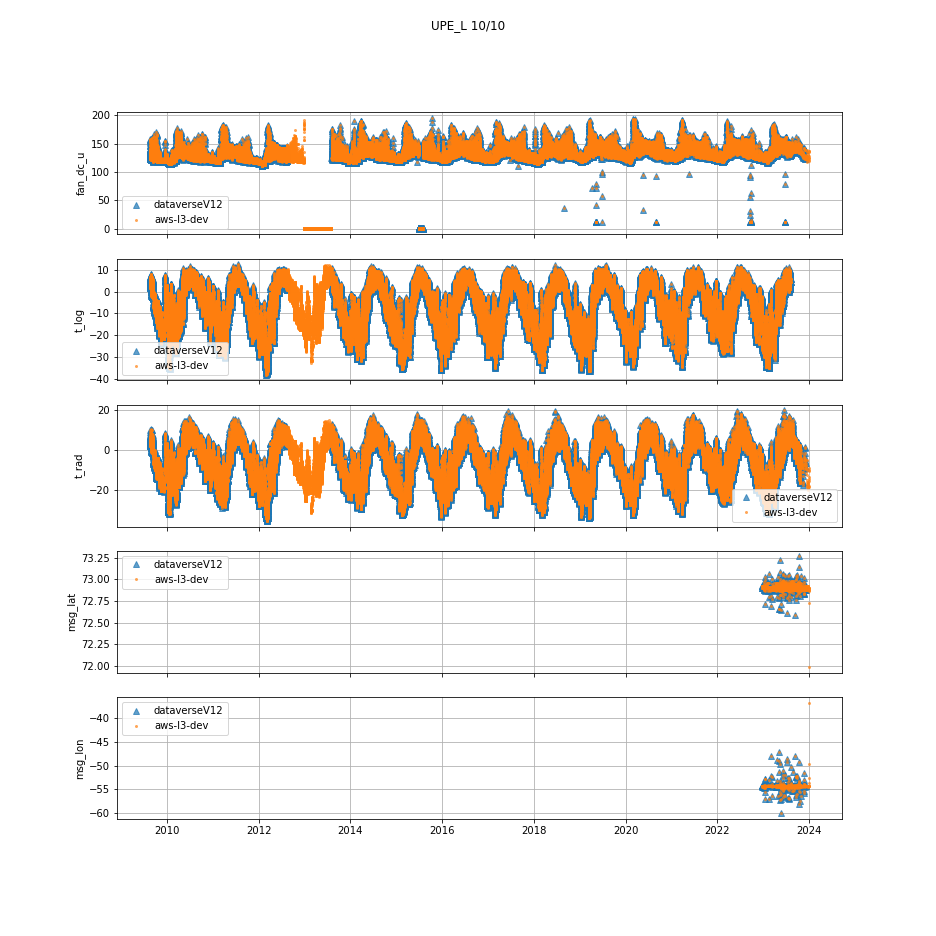 UPE_L 10/10
fan_dc_u
200
150
100
50
0
dataverseV12
aws-l3-dev
t_log
10
0
−10
−20
−30
−40
dataverseV12
aws-l3-dev
t_rad
20
0
−20
dataverseV12
aws-l3-dev
msg_lat
73.25
73.00
72.75
72.50
72.25
72.00
dataverseV12
aws-l3-dev
msg_lon
−40
−45
−50
−55
−60
dataverseV12
aws-l3-dev
2010 2012 2014 2016 2018 2020 2022 2024